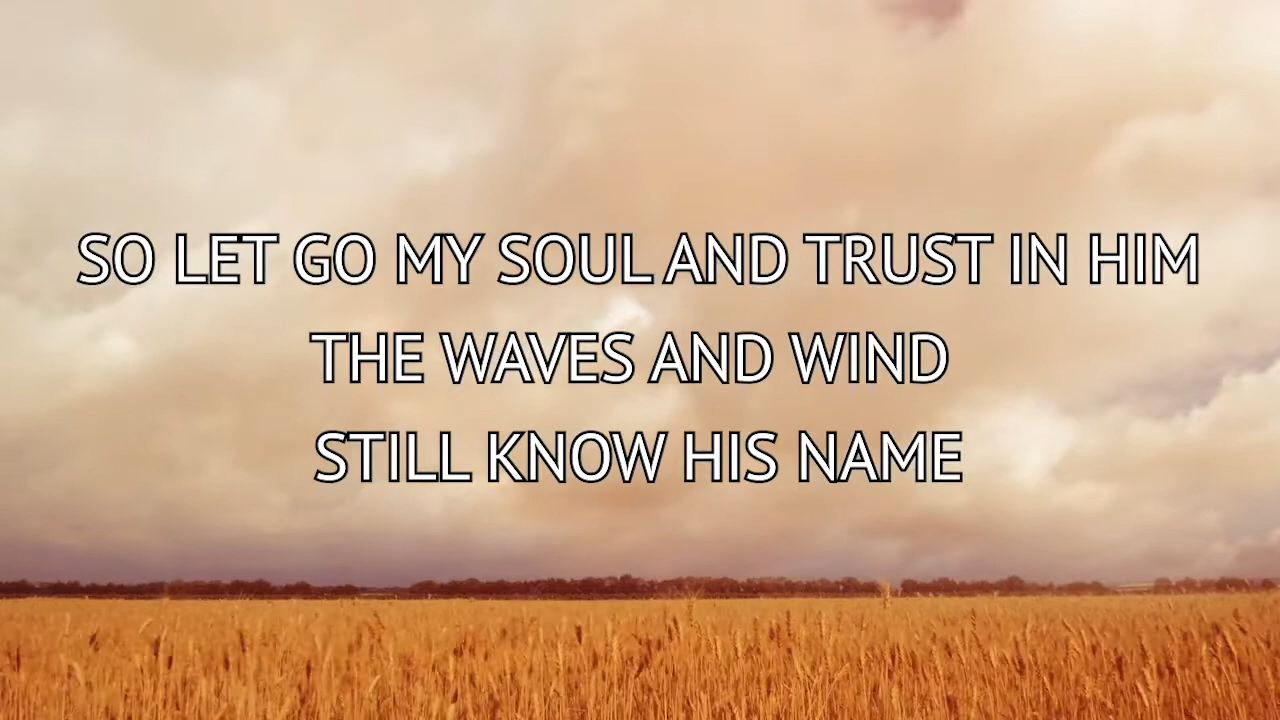 SO LET GO MY SOUL AND TRUST IN HIM
THE WAVES AND WIND
STILL KNOW HIS NAME